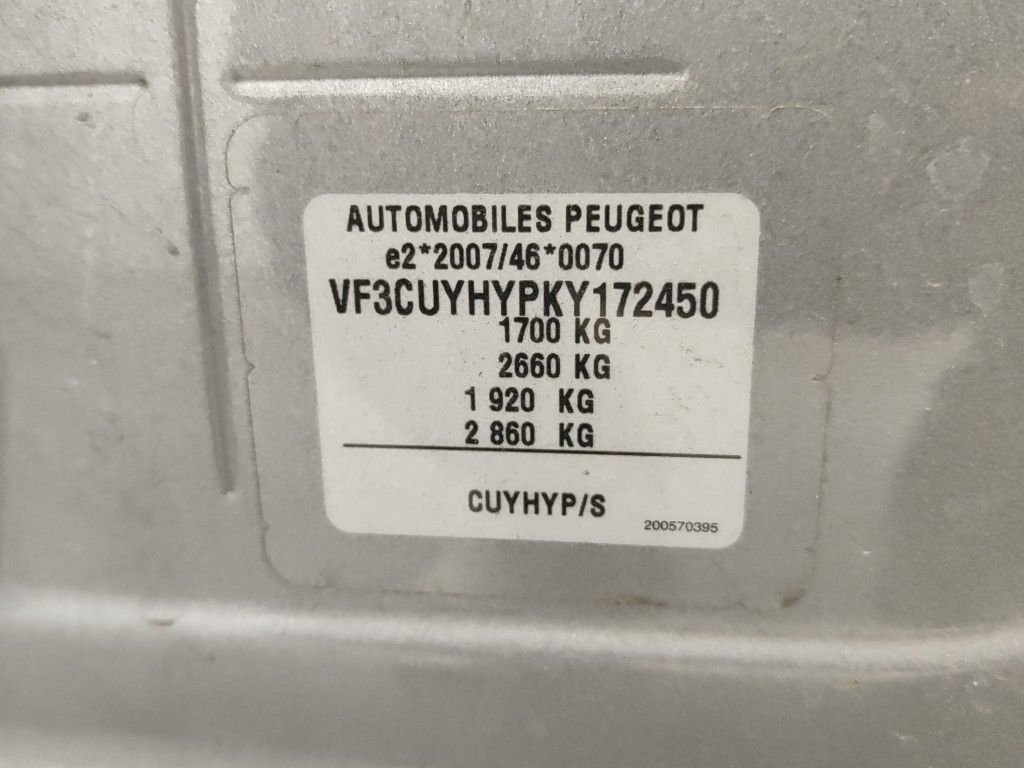 AUTOMOBILES PEUGEOT
e2*2007/46*0070
VF3CUYHYPKY172450
1700 KG
2660 KG
1 920 KG
2 860 KG
CUYHYP/S
200570395